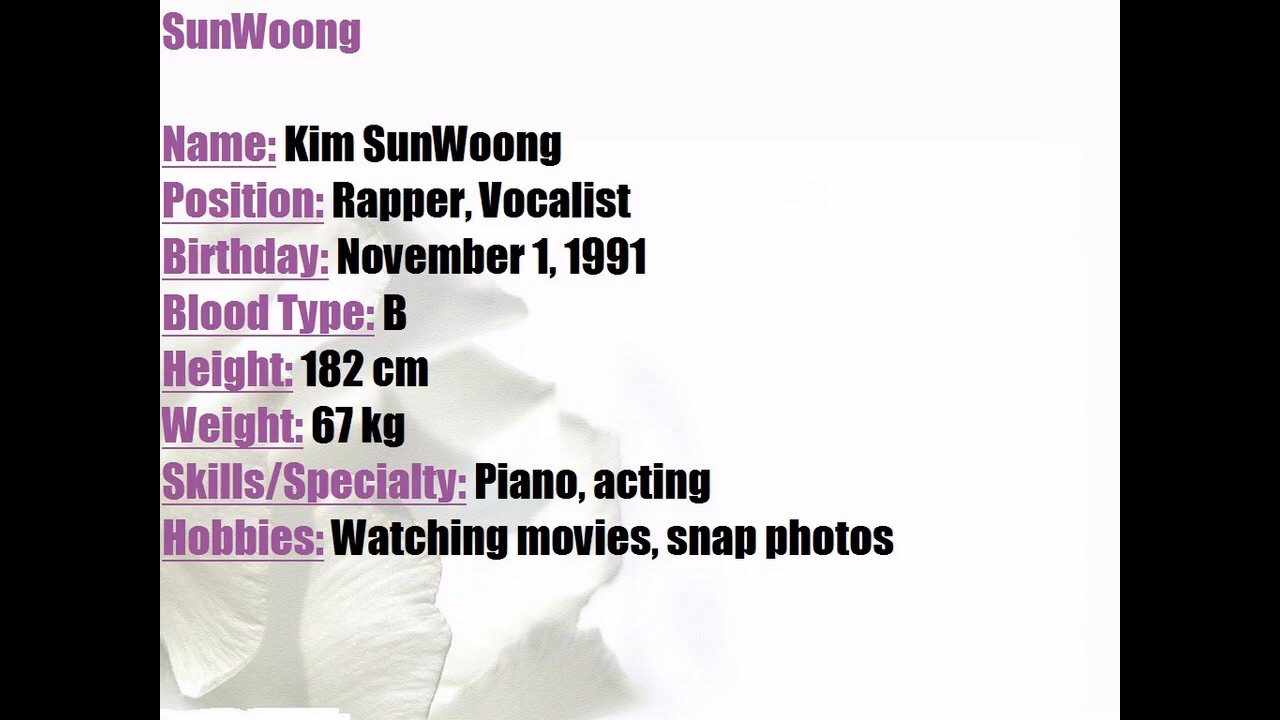 SunWoong
Name: Kim SunWoong
Position: Rapper, Vocalist
Birthday: November 1, 1991
Blood Type: B
Height: 182 cm
Weight: 67 kg
Skills/Specialty: Piano, acting
Hobbies: Watching movies, snap photos